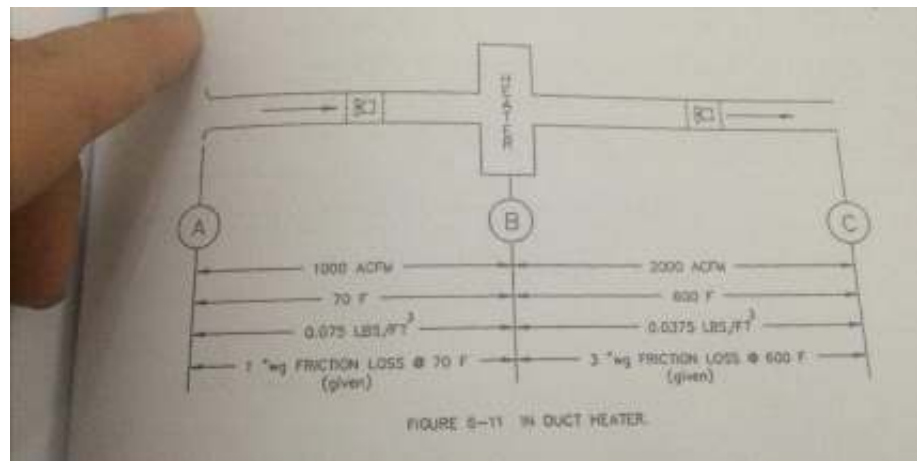 HEATER
A
B
C
1000 ACFM
2000 ACFM
70 F
600 F
0.075 LBS/FT³
0.0375 LBS/FT³
1 "wg FRICTION LOSS @ 70 F
(given)
3 "wg FRICTION LOSS @ 600 F
(given)
FIGURE 6-11 IN DUCT HEATER.